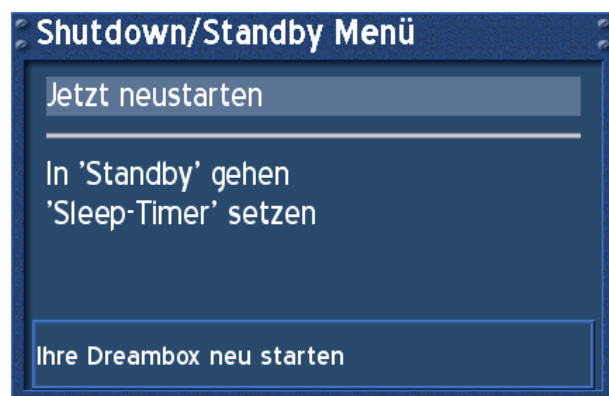 Shutdown/Standby Menü
Jetzt neustarten
In 'Standby' gehen
'Sleep-Timer' setzen
Ihre Dreambox neu starten